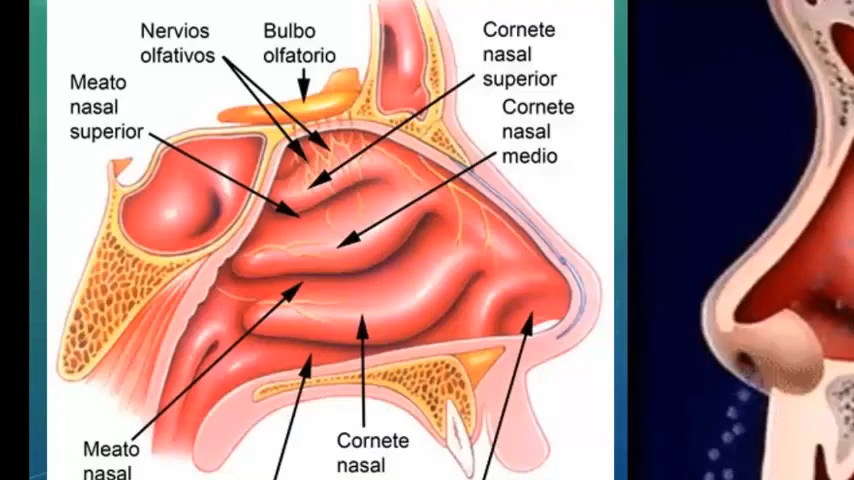 Nervios
olfativos
Bulbo
olfatorio
Cornete
nasal
superior
Meato
nasal
superior
Cornete
nasal
medio
Meato
nasal
Cornete
nasal